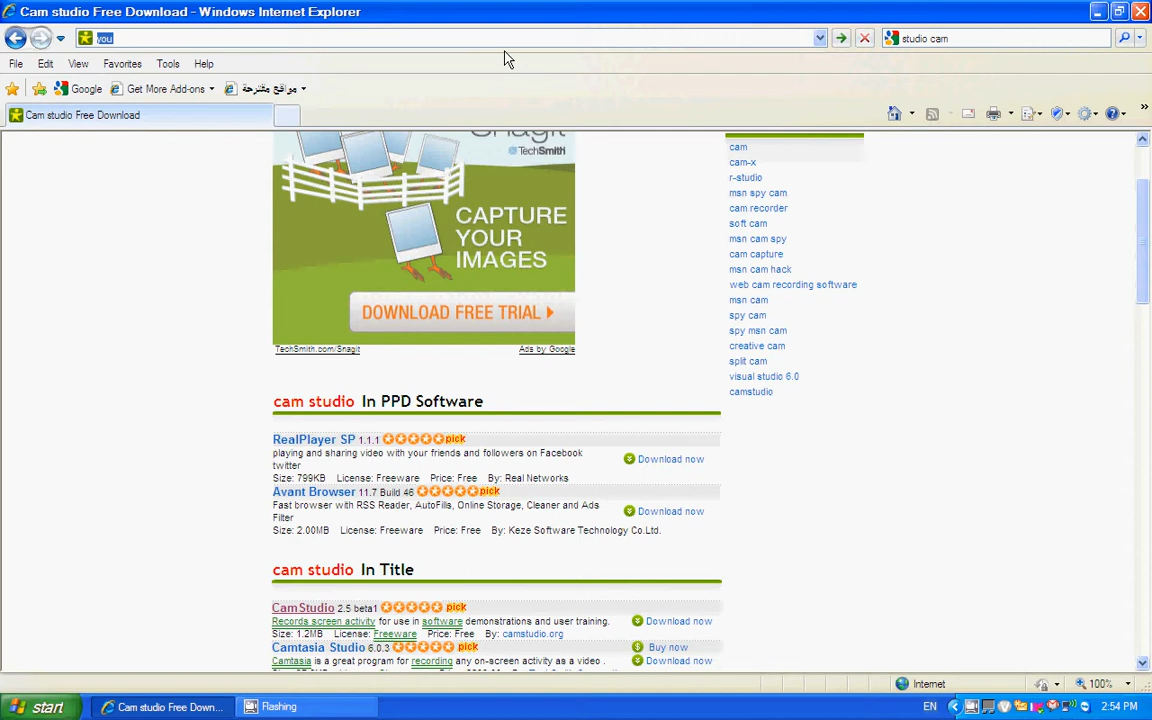 Cam studio Free Download - Windows Internet Explorer
you
studio cam
File Edit View Favorites Tools Help
Google Get More Add-ons مواقع مقترحة
Cam studio Free Download
Snagit
TechSmith
CAPTURE
YOUR
IMAGES
DOWNLOAD FREE TRIAL
TechSmith.com/Snagit Ads by Google
cam
cam-x
r-studio
msn spy cam
cam recorder
soft cam
msn cam spy
cam capture
msn cam hack
web cam recording software
msn cam
spy cam
spy msn cam
creative cam
split cam
visual studio 6.0
camstudio
cam studio In PPD Software
RealPlayer SP 1.1.1 pick
playing and sharing video with your friends and followers on Facebook
twitter
Download now
Size: 799KB License: Freeware Price: Free By: Real Networks
Avant Browser 11.7 Build 46 pick
Fast browser with RSS Reader, AutoFills, Online Storage, Cleaner and Ads
Filter
Download now
Size: 2.00MB License: Freeware Price: Free By: Keze Software Technology Co.Ltd.
cam studio In Title
CamStudio 2.5 beta1 pick
Records screen activity for use in software demonstrations and user training.
Download now
Size: 1.2MB License: Freeware Price: Free By: camstudio.org
Camtasia Studio 6.0.3 pick
Buy now
Camtasia is a great program for recording any on-screen activity as a video .
Download now
Internet 100%
start Cam studio Free Down... Flashing EN 2:54 PM